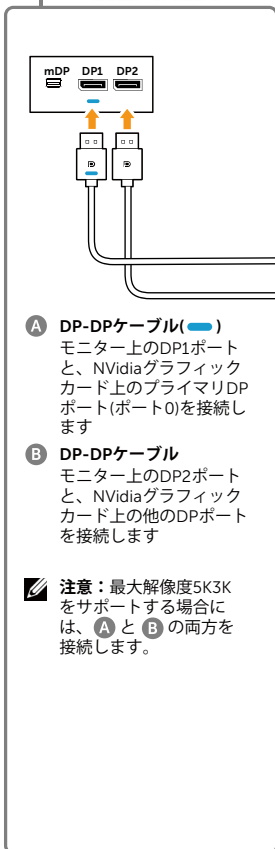 mDP DP1 DP2
A DP-DPケーブル( )
モニター上のDP1ポート
と、NVidiaグラフィック
カード上のプライマリDP
ポート(ポート0)を接続し
ます
B DP-DPケーブル
モニター上のDP2ポート
と、NVidiaグラフィック
カード上の他のDPポート
を接続します
注意：最大解像度5K3K
をサポートする場合に
は、 A と B の両方を
接続します。